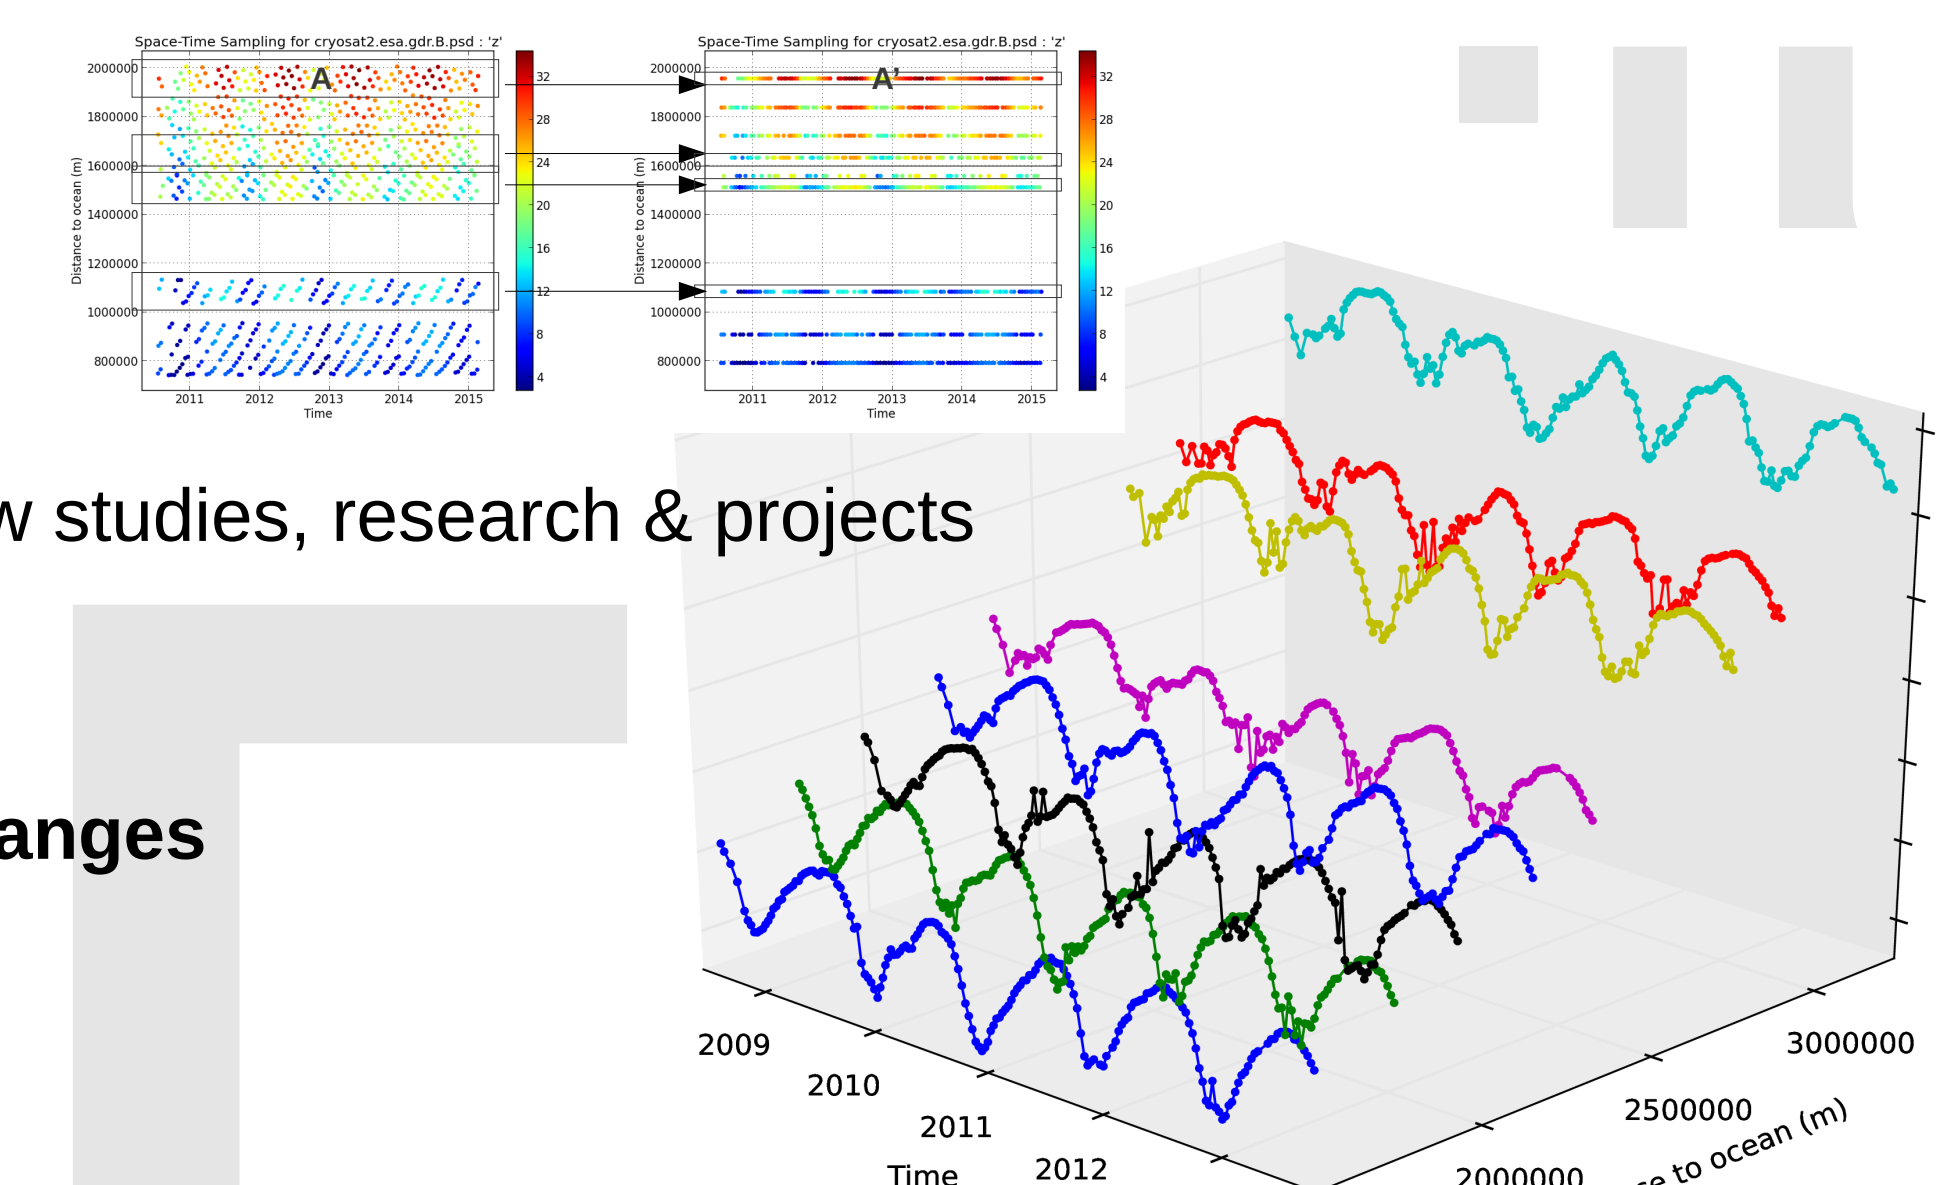 Space-Time Sampling for cryosat2.esa.gdr.B.psd : 'z'
A
2000000
1800000
1600000
1400000
1200000
1000000
800000
Distance to ocean (m)
2011 2012 2013 2014 2015
Time
32
28
24
20
16
12
8
4
Space-Time Sampling for cryosat2.esa.gdr.B.psd : 'z'
A'
2000000
1800000
1600000
1400000
1200000
1000000
800000
Distance to ocean (m)
2011 2012 2013 2014 2015
Time
32
28
24
20
16
12
8
4
w studies, research & projects
anges
2009
2010
2011
2012
Time
3000000
2500000
2000000
ce to ocean (m)